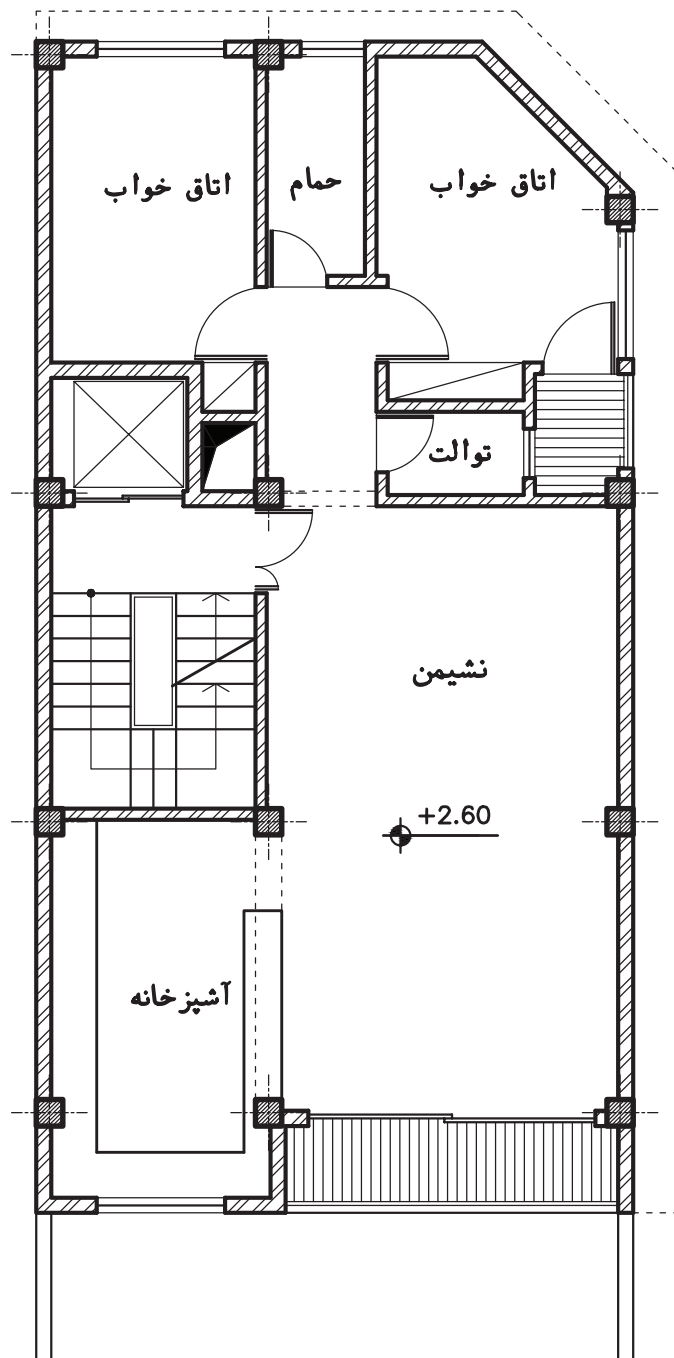 اتاق خواب
حمام
اتاق خواب
توالت
نشیمن
+2.60
آشپزخانه